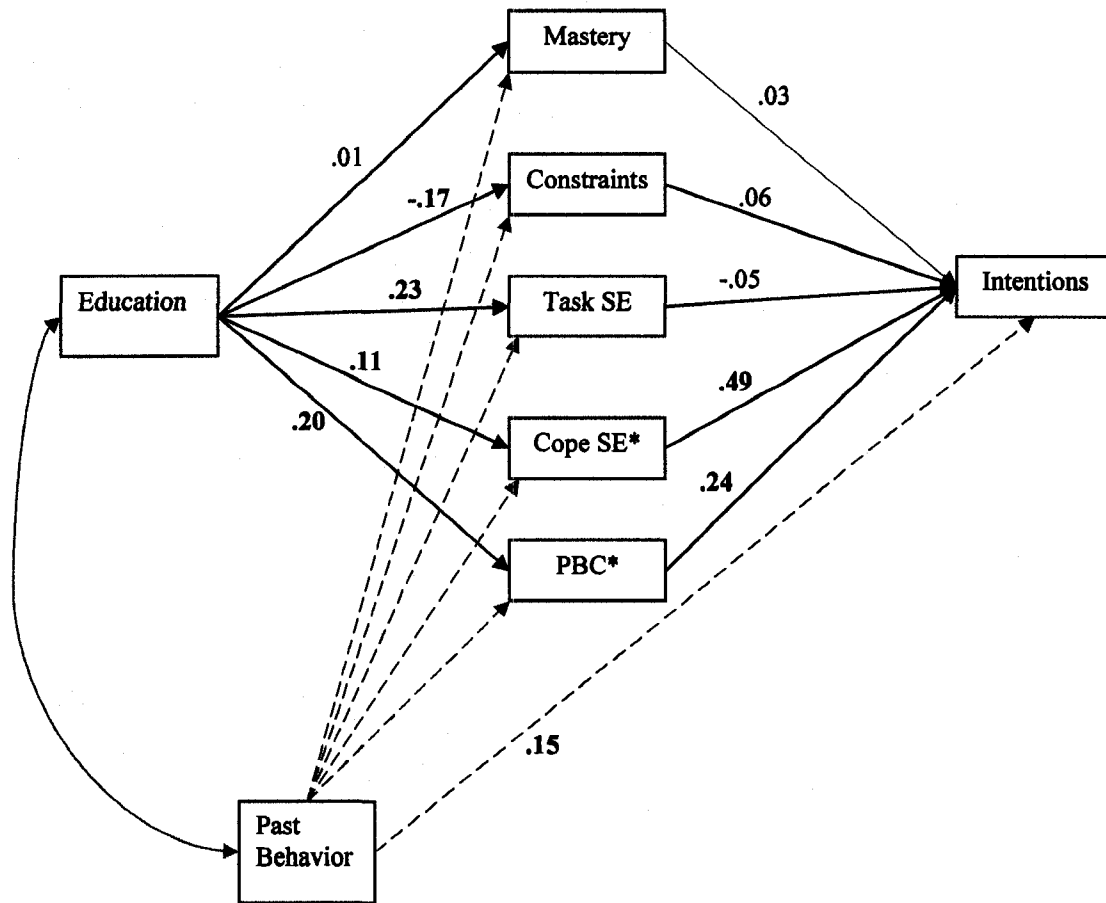 Mastery
.03
.01
Constraints
-.17
.06
Education
.23
Task SE
-.05
Intentions
.11
.20
Cope SE*
.49
.24
PBC*
.15
Past
Behavior